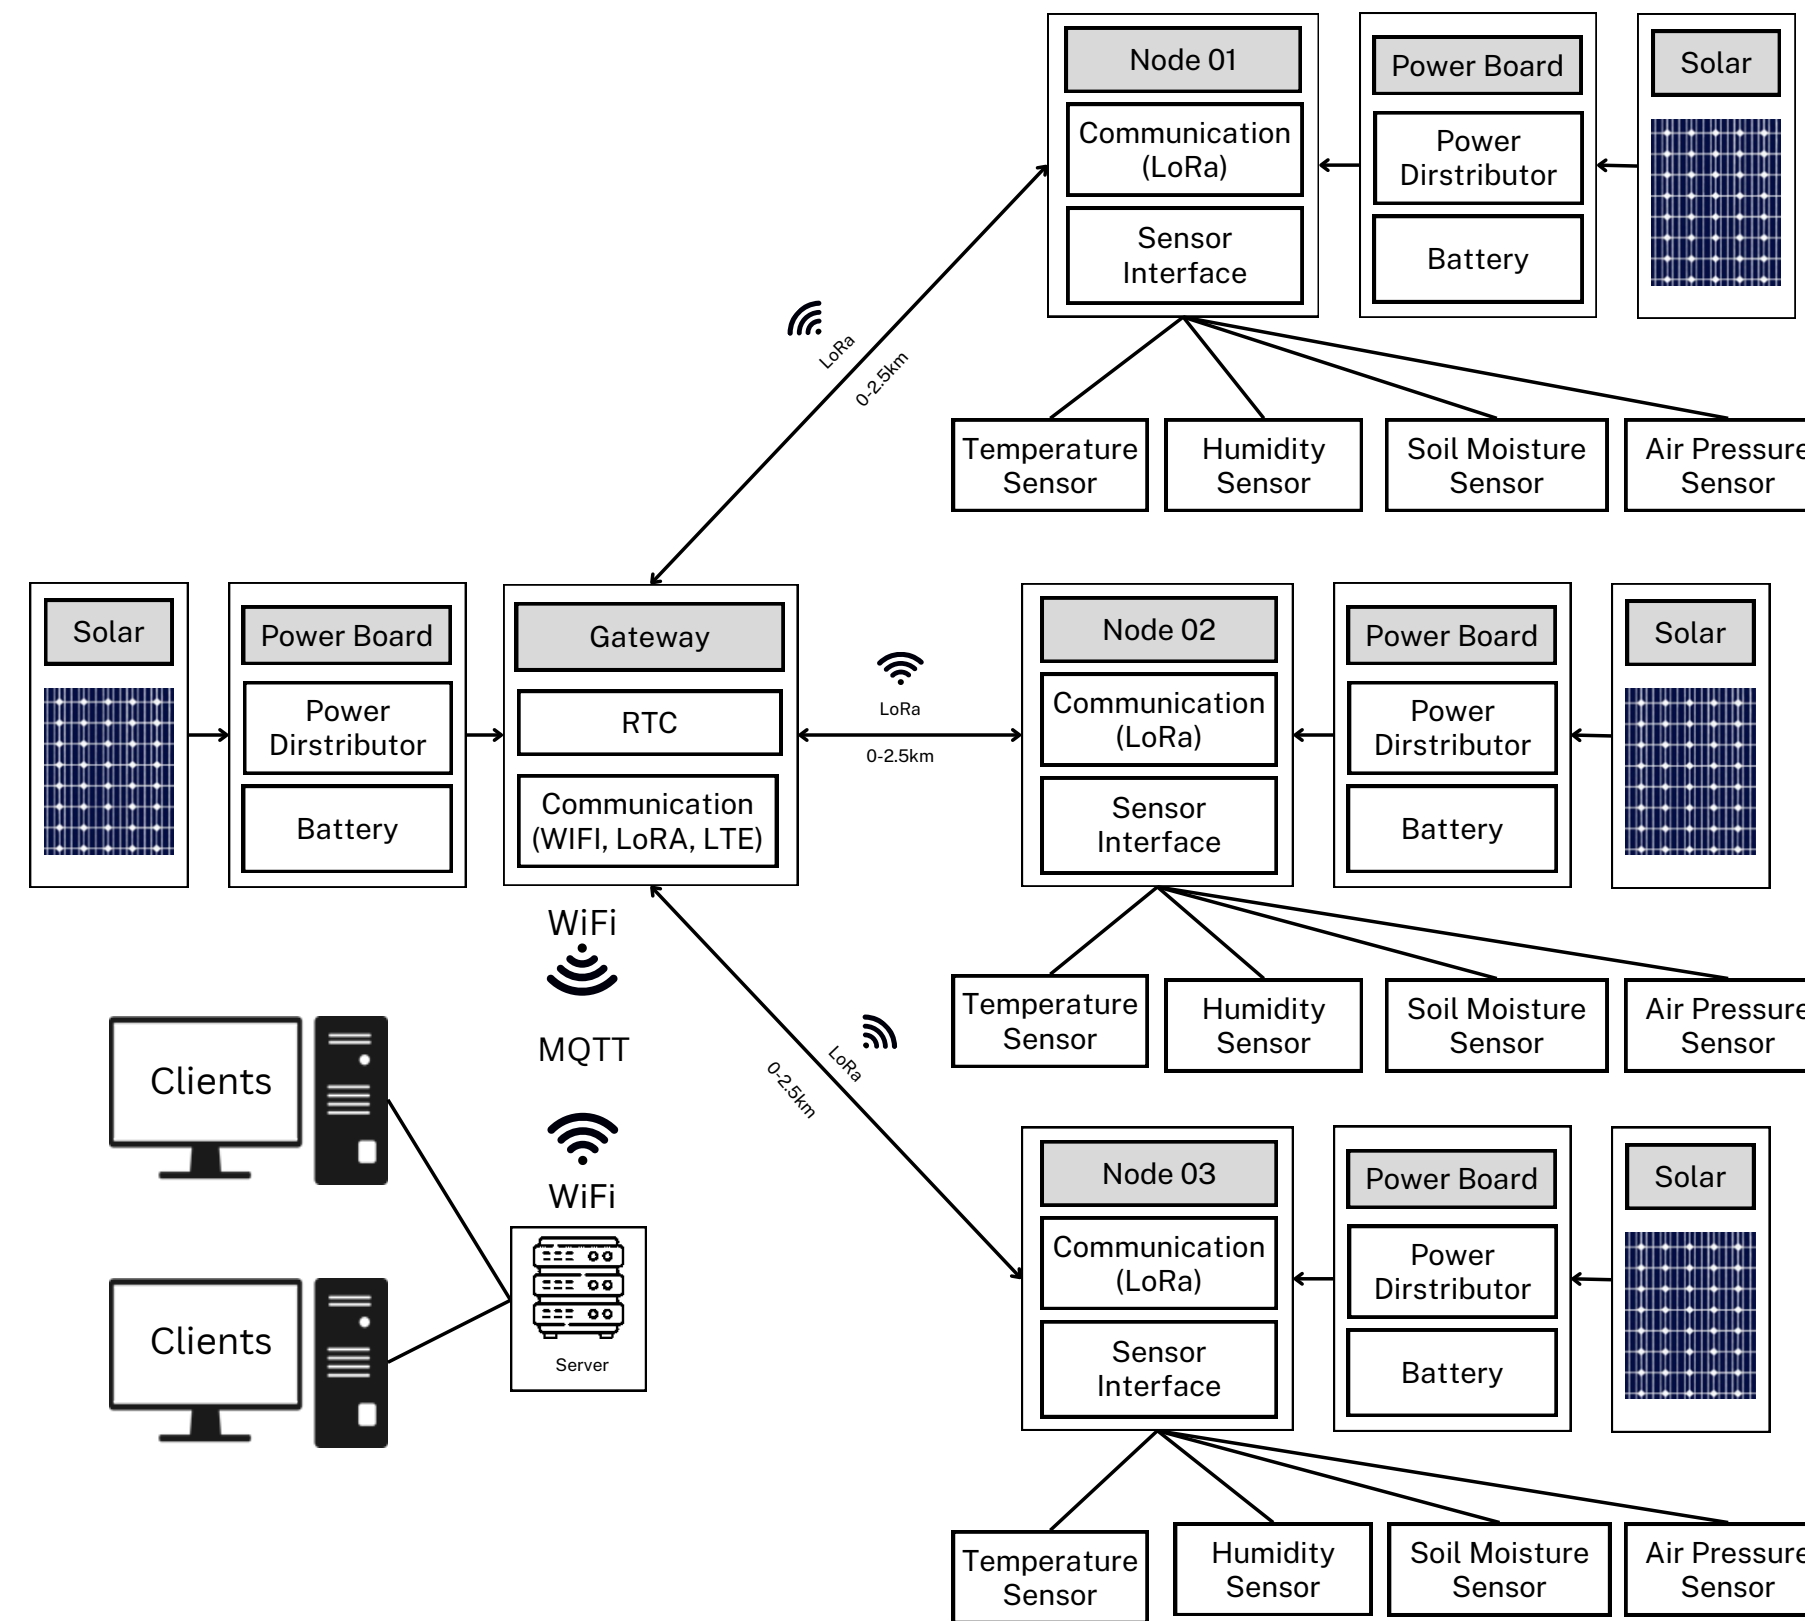 Node 01
Communication
(LoRa)
Sensor
Interface
Power Board
Power
Dirstributor
Battery
Solar
LoRa
0-2.5km
Temperature
Sensor
Humidity
Sensor
Soil Moisture
Sensor
Air Pressure
Sensor
Solar
Power Board
Power
Dirstributor
Battery
Gateway
RTC
Communication
(WIFI, LoRA, LTE)
LoRa
0-2.5km
Node 02
Communication
(LoRa)
Sensor
Interface
Power Board
Power
Dirstributor
Battery
Solar
Temperature
Sensor
Humidity
Sensor
Soil Moisture
Sensor
Air Pressure
Sensor
WiFi
MQTT
WiFi
LoRa
0-2.5km
Clients
Clients
Server
Node 03
Communication
(LoRa)
Sensor
Interface
Power Board
Power
Dirstributor
Battery
Solar
Temperature
Sensor
Humidity
Sensor
Soil Moisture
Sensor
Air Pressure
Sensor